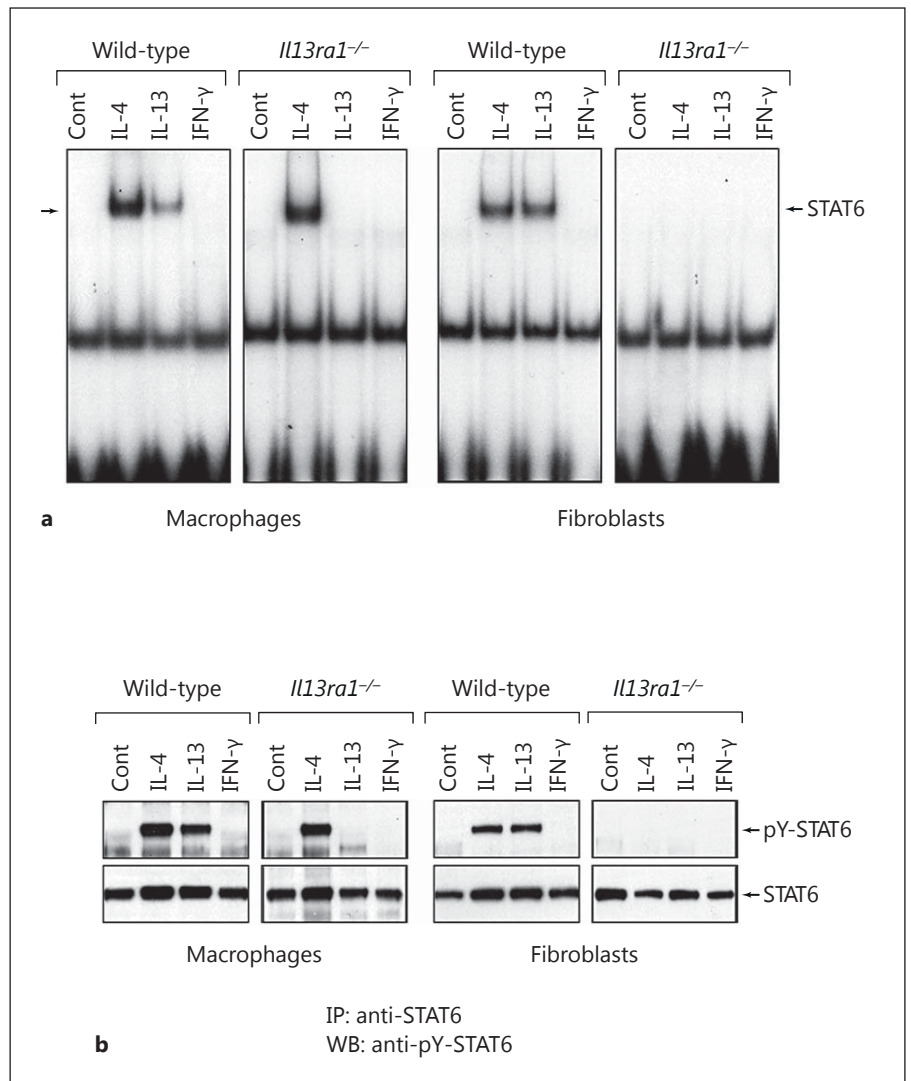 Wild-type Il13ra1–/– Wild-type Il13ra1–/–
Cont IL-4 IL-13 IFN-γ Cont IL-4 IL-13 IFN-γ Cont IL-4 IL-13 IFN-γ Cont IL-4 IL-13 IFN-γ
STAT6
a Macrophages Fibroblasts
Wild-type Il13ra1–/– Wild-type Il13ra1–/–
Cont IL-4 IL-13 IFN-γ Cont IL-4 IL-13 IFN-γ Cont IL-4 IL-13 IFN-γ Cont IL-4 IL-13 IFN-γ
pY-STAT6
STAT6
Macrophages Fibroblasts
IP: anti-STAT6
b WB: anti-pY-STAT6